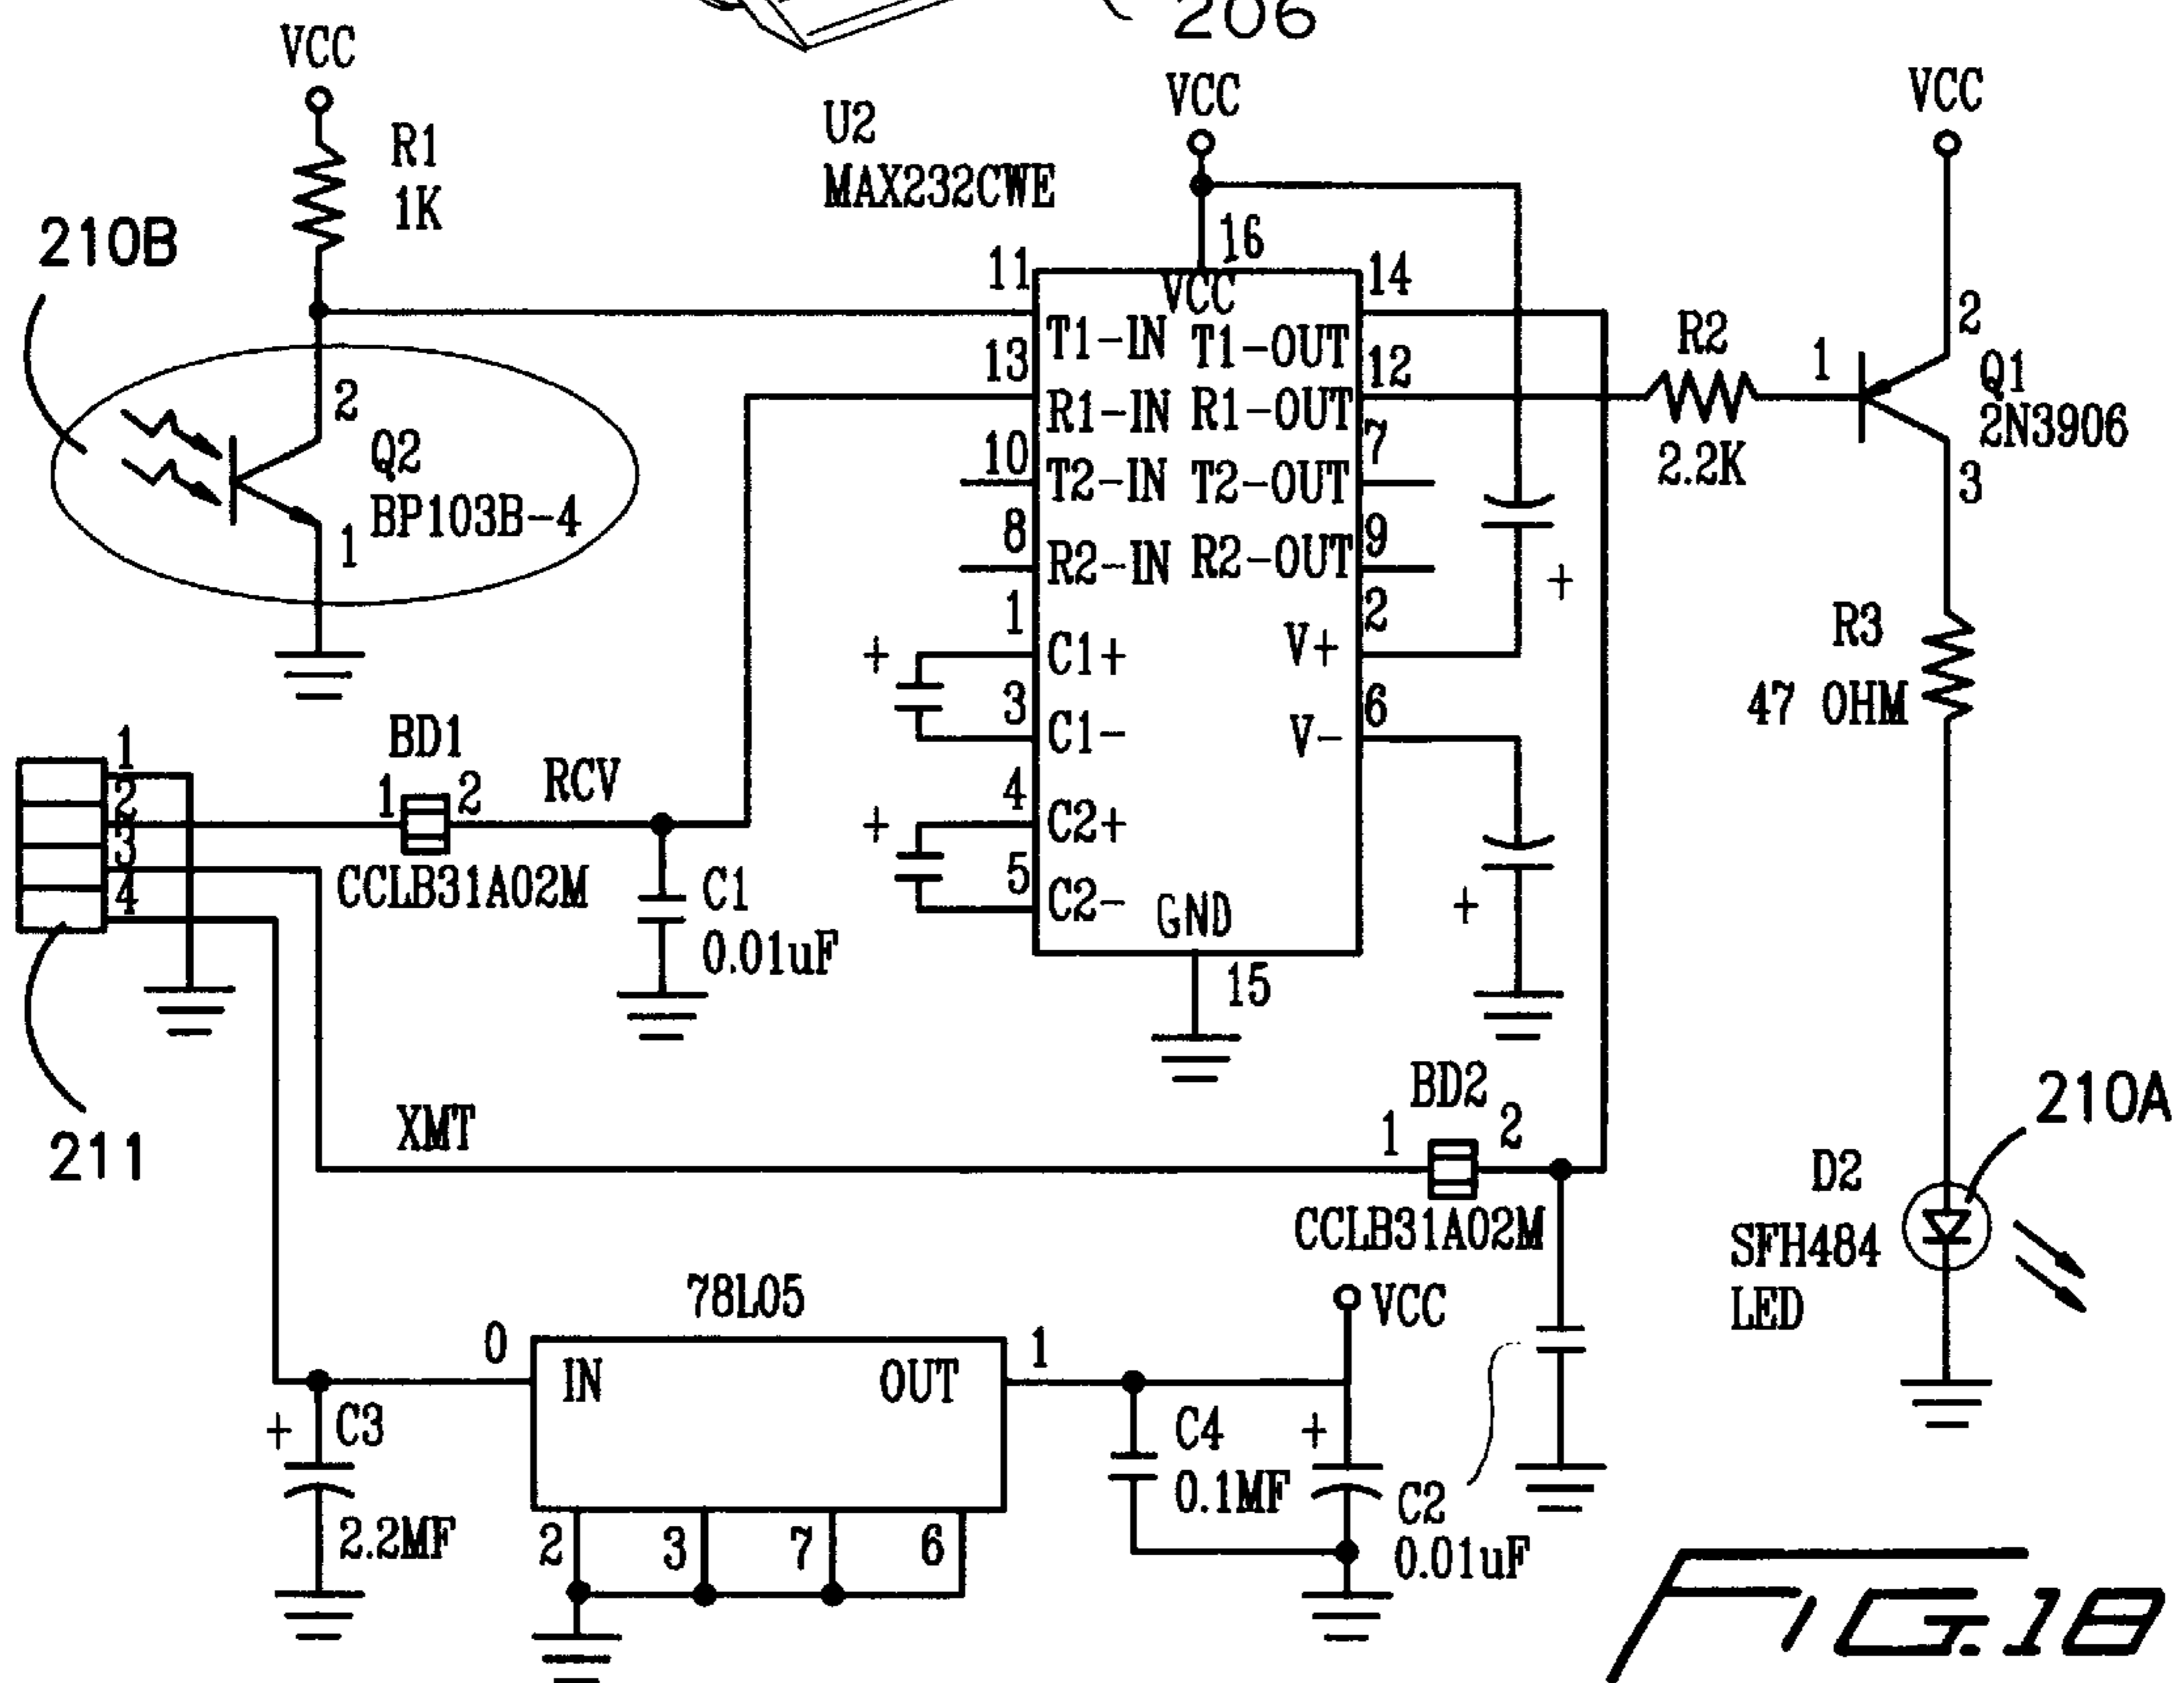 206
VCC
R1
1K
210B
U2
MAX232CWE
VCC
VCC
11
16
14
VCC
T1-IN T1-OUT
13
12
R1-IN R1-OUT
10
7
T2-IN T2-OUT
8
9
R2-IN R2-OUT
1
2
+
C1+
V+
3
6
C1-
V-
4
+
C2+
5
C2-
GND
15
+
+
2
Q2
BP103B-4
1
R2
2.2K
1
2
Q1
2N3906
3
R3
47 OHM
1
2
3
4
BD1
1
2
RCV
CCLB31A02M
C1
0.01uF
211
XMT
BD2
1
2
CCLB31A02M
210A
D2
SFH484
LED
78L05
0
IN
OUT
1
VCC
+
C3
2.2MF
2
3
7
6
C4
0.1MF
+
C2
0.01uF
FIG.18